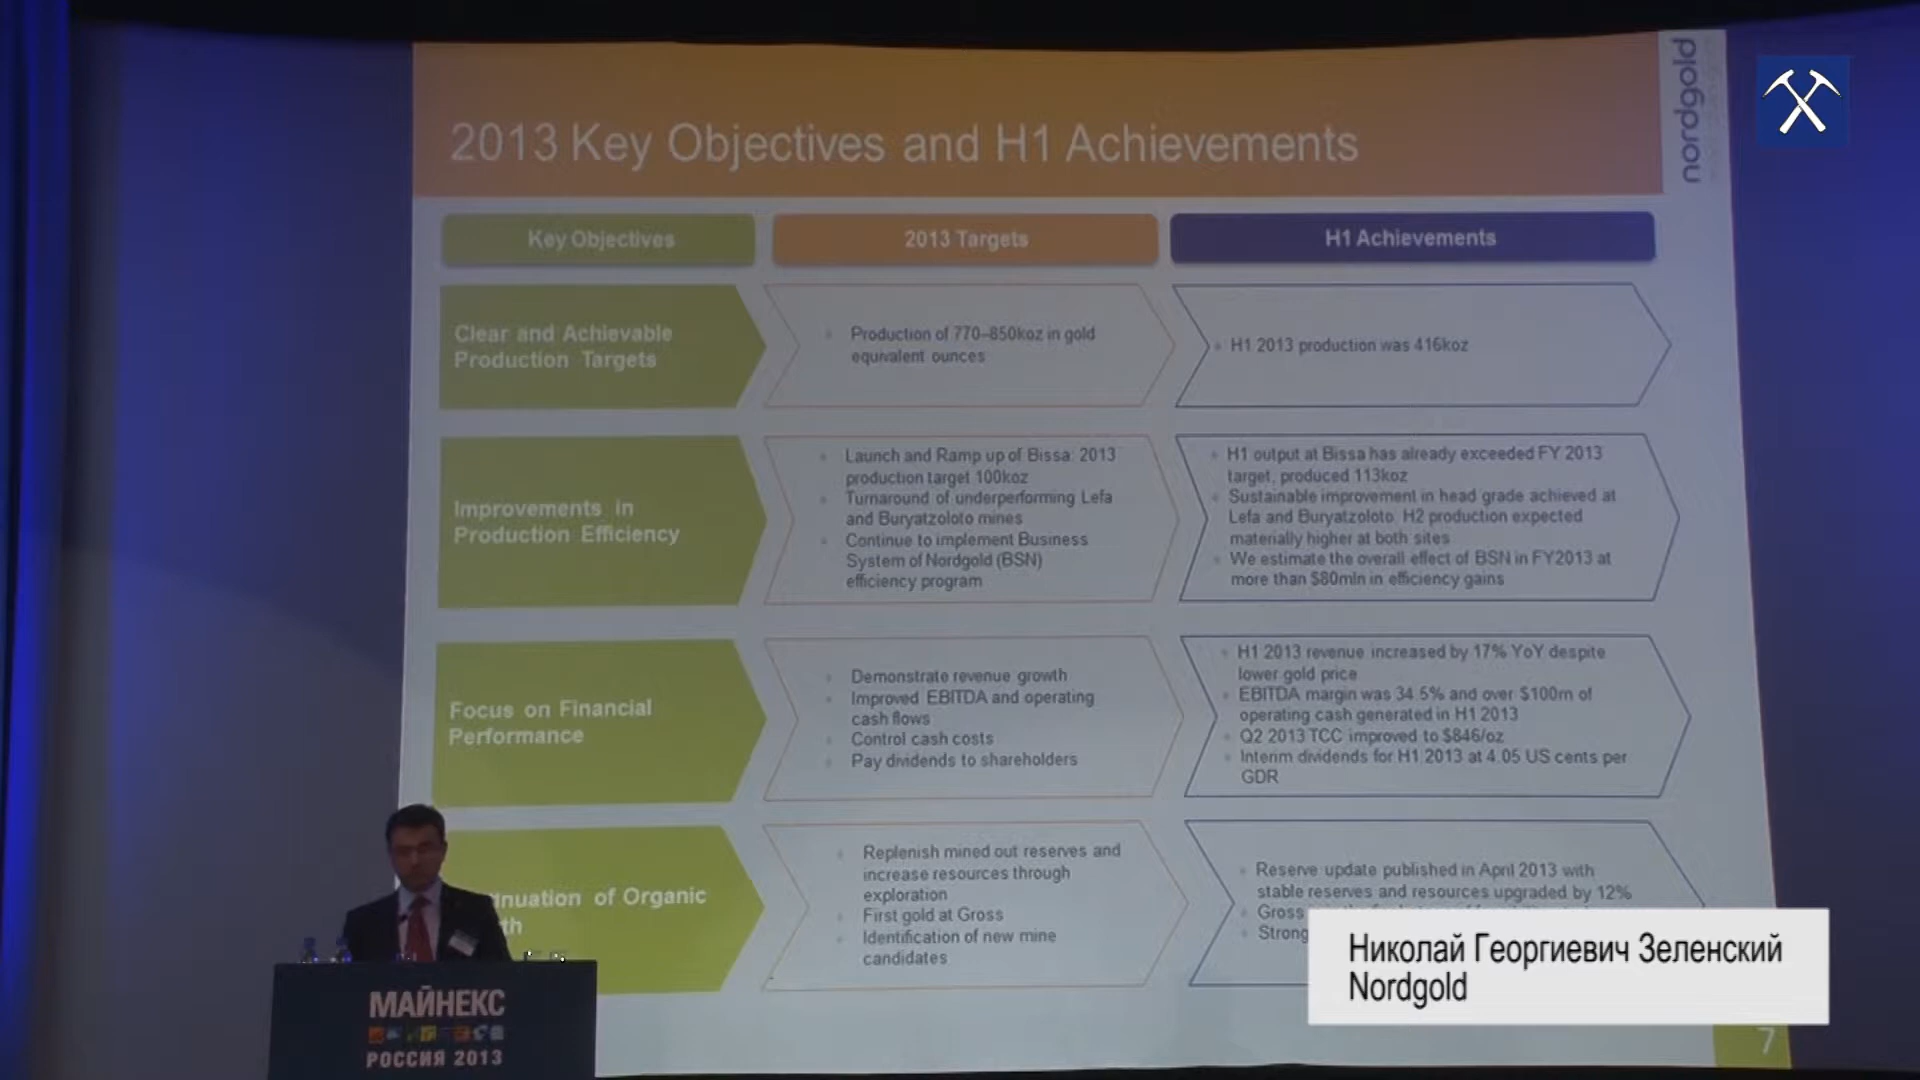 2013 Key Objectives and H1 Achievements
nordgold
Key Objectives
2013 Targets
H1 Achievements
Clear and Achievable
Production Targets
Production of 770–850koz in gold
equivalent ounces
H1 2013 production was 416koz
Improvements in
Production Efficiency
Launch and Ramp up of Bissa: 2013
production target 100koz
Turnaround of underperforming Lefa
and Buryatzoloto mines
Continue to implement Business
System of Nordgold (BSN)
efficiency program
H1 output at Bissa has already exceeded FY 2013
target, produced 113koz
Sustainable improvement in head grade achieved at
Lefa and Buryatzoloto. H2 production expected
materially higher at both sites
We estimate the overall effect of BSN in FY2013 at
more than $80mln in efficiency gains
Focus on Financial
Performance
Demonstrate revenue growth
Improved EBITDA and operating
cash flows
Control cash costs
Pay dividends to shareholders
H1 2013 revenue increased by 17% YoY despite
lower gold price
EBITDA margin was 34.5% and over $100m of
operating cash generated in H1 2013
Q2 2013 TCC improved to $846/oz
Interim dividends for H1 2013 at 4.05 US cents per
GDR
nuation of Organic
th
Replenish mined out reserves and
increase resources through
exploration
First gold at Gross
Identification of new mine
candidates
Reserve update published in April 2013 with
stable reserves and resources upgraded by 12%
Gross
Strong
7
МАЙНЕКС
РОССИЯ 2013
Николай Георгиевич Зеленский
Nordgold